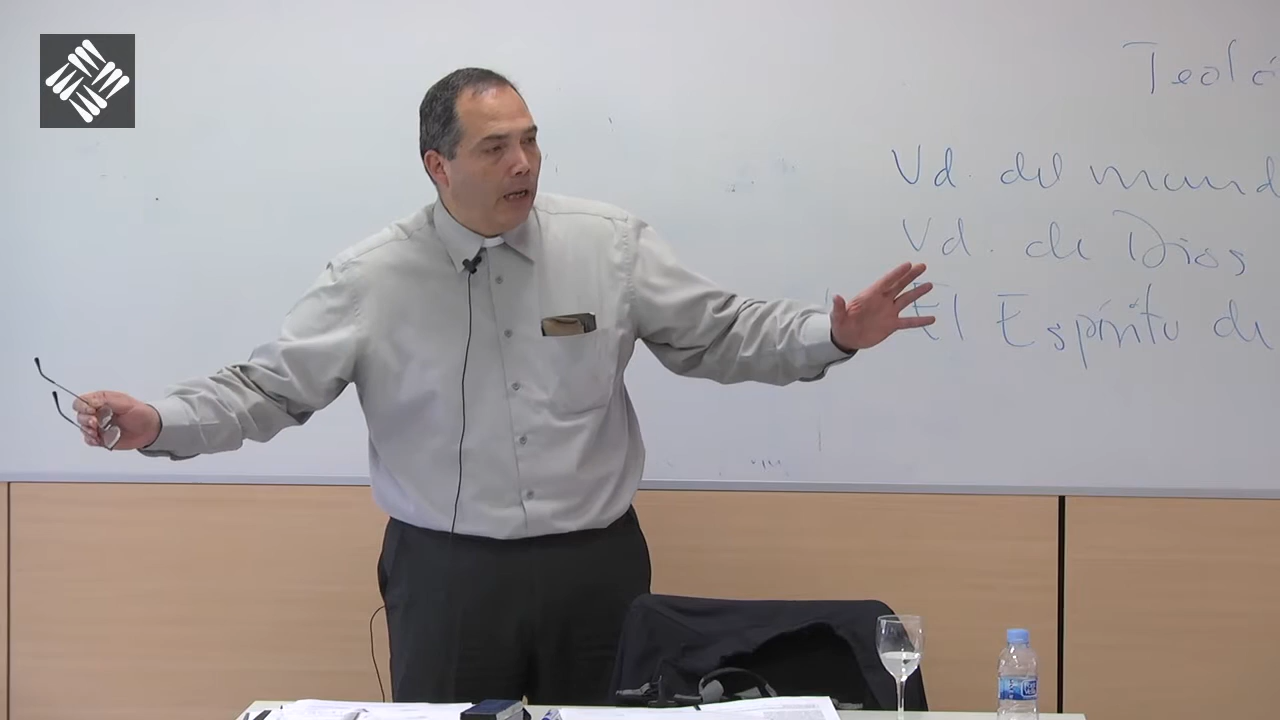 Teoló
Vd. del mund
Vd. de Dios
El Espíritu de